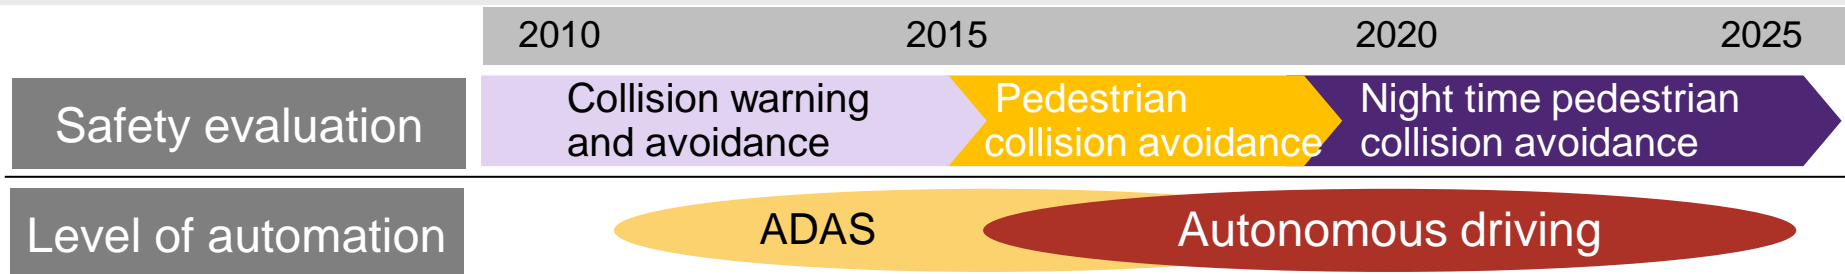 2010 2015 2020 2025
Safety evaluation
Collision warning
and avoidance
Pedestrian
collision avoidance
Night time pedestrian
collision avoidance
Level of automation
ADAS
Autonomous driving